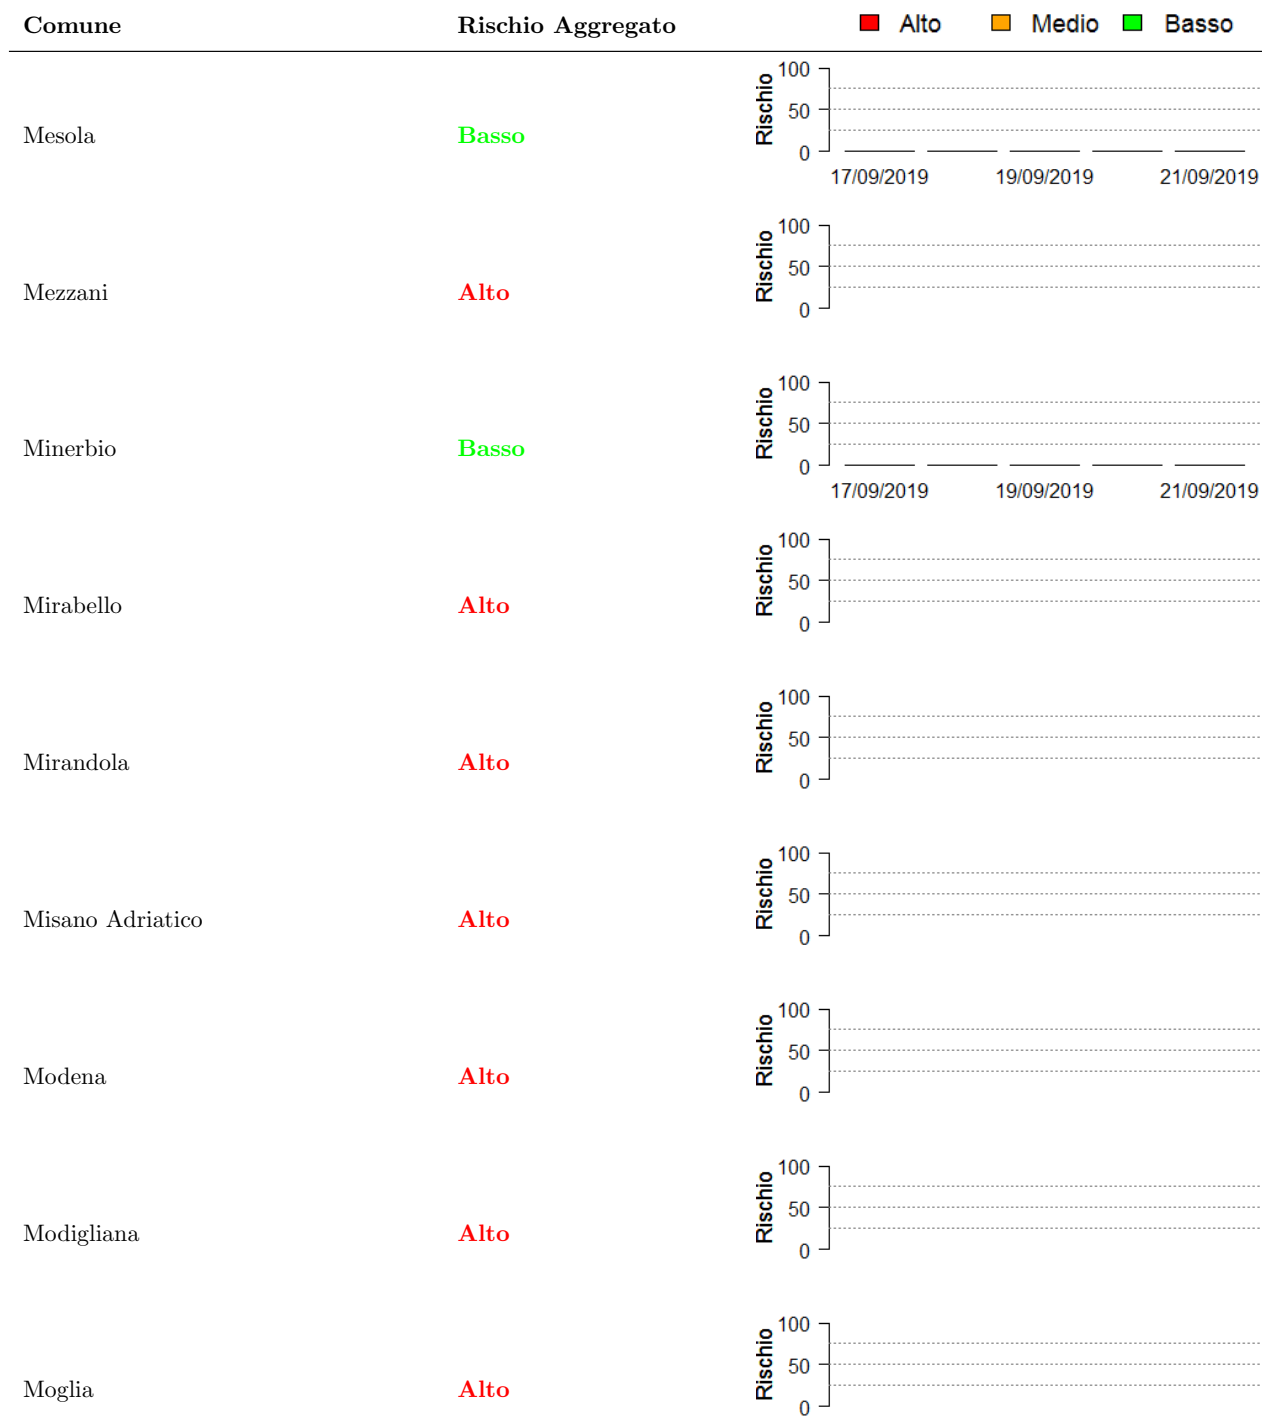 Comune Rischio Aggregato Alto Medio Basso
Mesola Basso Rischio 100 50 0
17/09/2019 19/09/2019 21/09/2019
Mezzani Alto Rischio 100 50 0
Minerbio Basso Rischio 100 50 0
17/09/2019 19/09/2019 21/09/2019
Mirabello Alto Rischio 100 50 0
Mirandola Alto Rischio 100 50 0
Misano Adriatico Alto Rischio 100 50 0
Modena Alto Rischio 100 50 0
Modigliana Alto Rischio 100 50 0
Moglia Alto Rischio 100 50 0